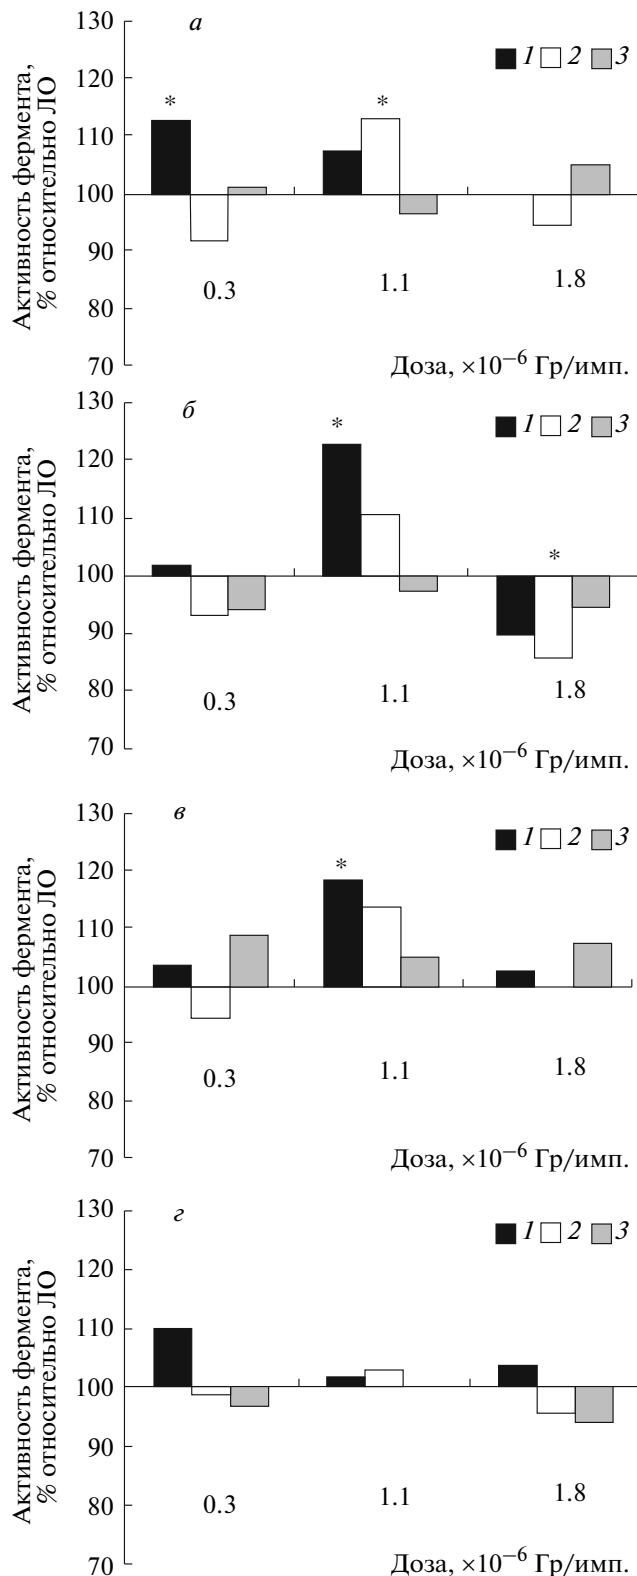 130
а
1 2 3
120
*
*
110
100
90
80
70
0.3
1.1
1.8
Активность фермента,
% относительно ЛО
Доза, ×10⁻⁶ Гр/имп.
130
б
1 2 3
120
*
110
100
*
90
80
70
0.3
1.1
1.8
Активность фермента,
% относительно ЛО
Доза, ×10⁻⁶ Гр/имп.
130
в
1 2 3
120
*
110
100
90
80
70
0.3
1.1
1.8
Активность фермента,
% относительно ЛО
Доза, ×10⁻⁶ Гр/имп.
130
г
1 2 3
120
110
100
90
80
70
0.3
1.1
1.8
Активность фермента,
% относительно ЛО
Доза, ×10⁻⁶ Гр/имп.